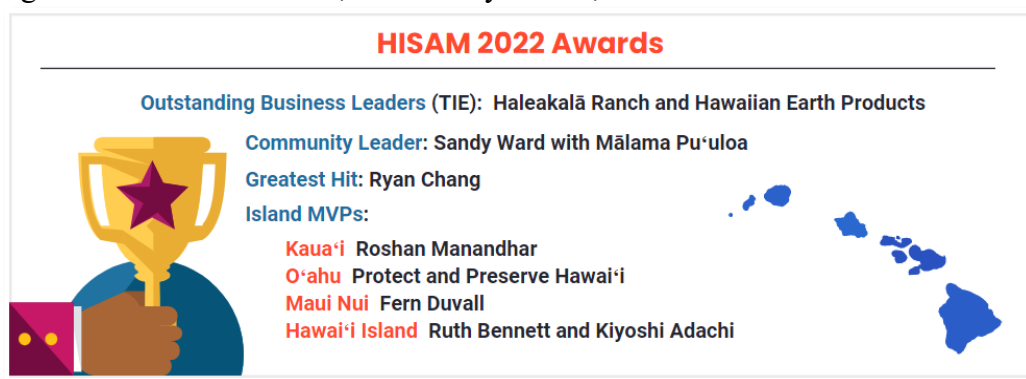 HISAM 2022 Awards
Outstanding Business Leaders (TIE): Haleakalā Ranch and Hawaiian Earth Products
Community Leader: Sandy Ward with Mālama Puʻuloa
Greatest Hit: Ryan Chang
Island MVPs:
Kauaʻi Roshan Manandhar
Oʻahu Protect and Preserve Hawaiʻi
Maui Nui Fern Duvall
Hawaiʻi Island Ruth Bennett and Kiyoshi Adachi